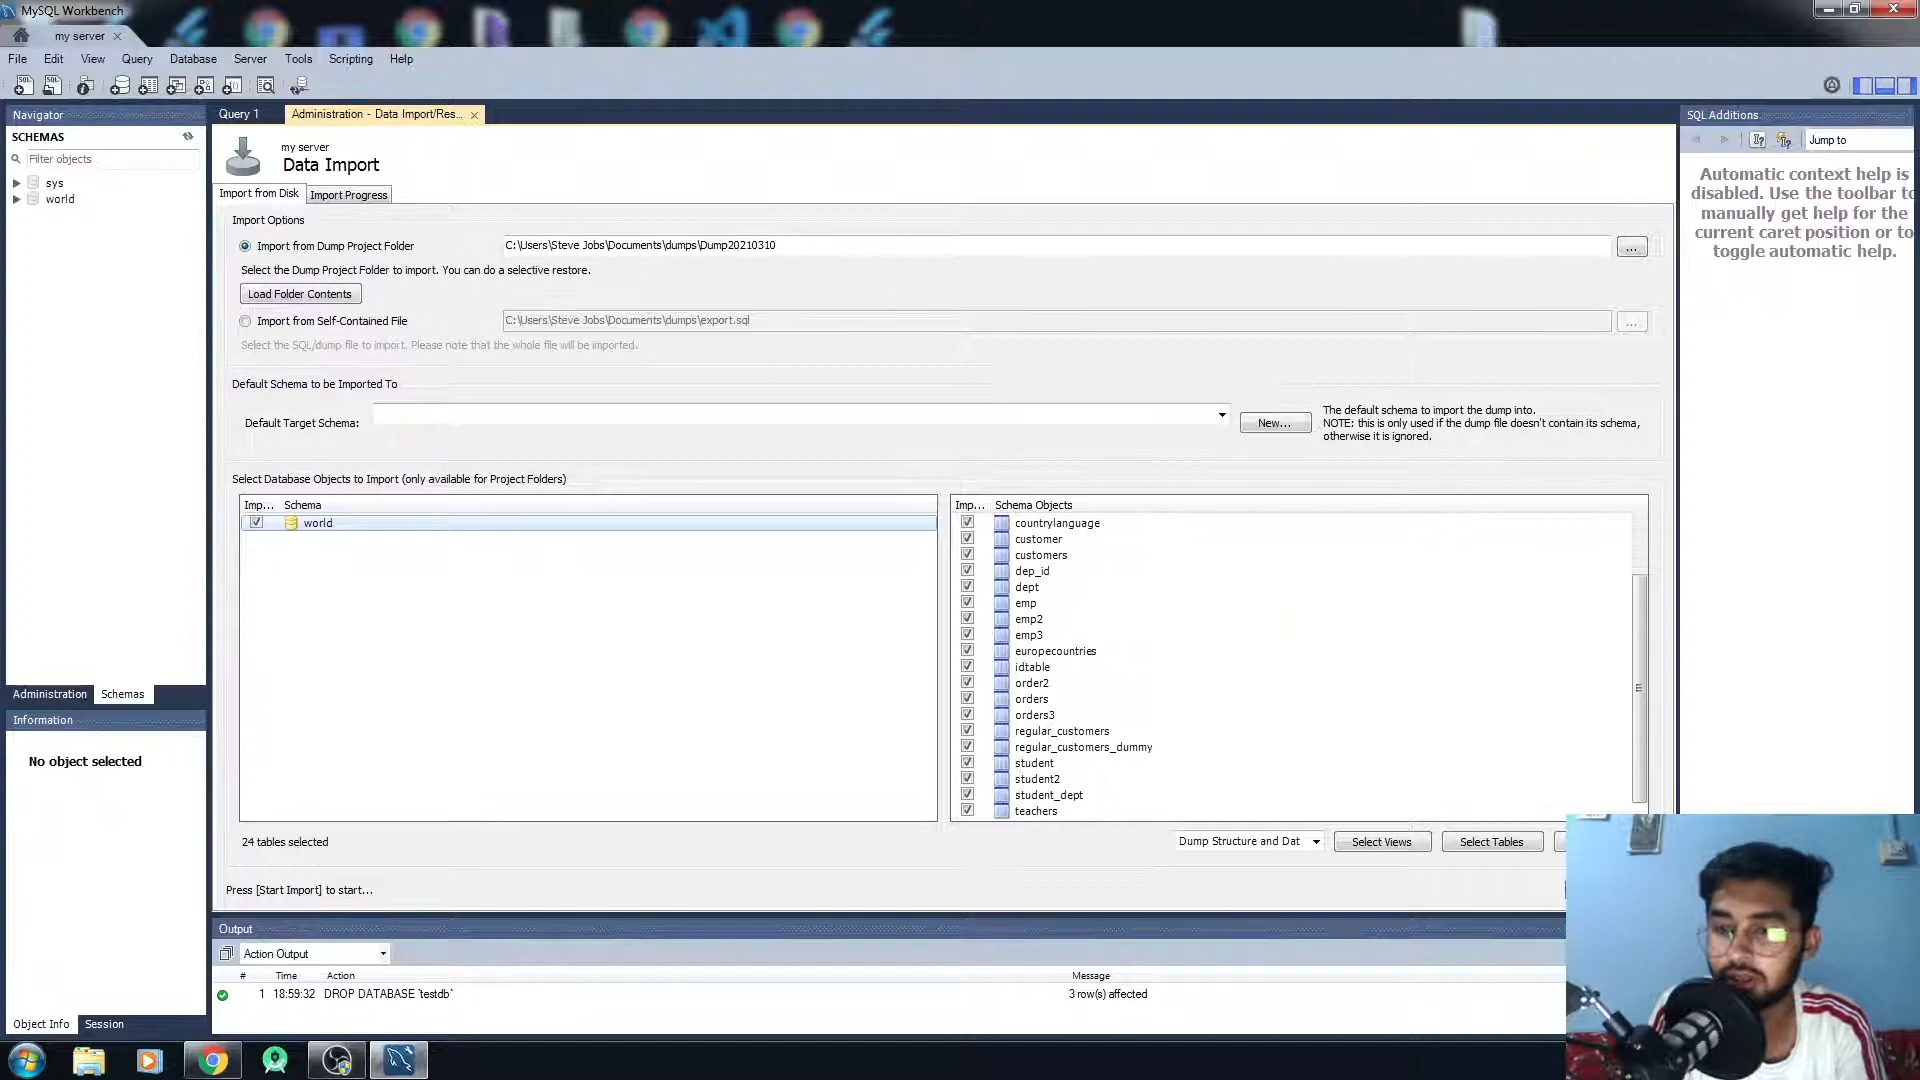 MySQL Workbench
my server
File Edit View Query Database Server Tools Scripting Help
Navigator
SCHEMAS
Filter objects
sys
world
Administration Schemas
Information
No object selected
Object Info Session
Query 1 Administration - Data Import/Res...
my server
Data Import
Import from Disk Import Progress
Import Options
Import from Dump Project Folder C:\Users\Steve Jobs\Documents\dumps\Dump20210310 ...
Select the Dump Project Folder to import. You can do a selective restore.
Load Folder Contents
Import from Self-Contained File C:\Users\Steve Jobs\Documents\dumps\export.sql ...
Select the SQL/dump file to import. Please note that the whole file will be imported.
Default Schema to be Imported To
Default Target Schema: New...
The default schema to import the dump into.
NOTE: this is only used if the dump file doesn't contain its schema,
otherwise it is ignored.
Select Database Objects to Import (only available for Project Folders)
Imp... Schema
world
Imp... Schema Objects
countrylanguage
customer
customers
dep_id
dept
emp
emp2
emp3
europecountries
idtable
order2
orders
orders3
regular_customers
regular_customers_dummy
student
student2
student_dept
teachers
24 tables selected Dump Structure and Dat Select Views Select Tables
Press [Start Import] to start...
Output
Action Output
# Time Action Message
1 18:59:32 DROP DATABASE `testdb` 3 row(s) affected
SQL Additions
Jump to
Automatic context help is
disabled. Use the toolbar to
manually get help for the
current caret position or to
toggle automatic help.